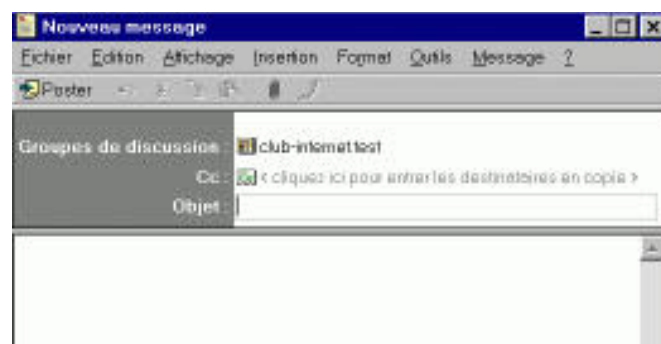 Nouveau message
Fichier Edition Affichage Insertion Format Outils Message ?
Poster
Groupes de discussion : club-internet.test
Cc : < cliquez ici pour entrer les destinataires en copie >
Objet :